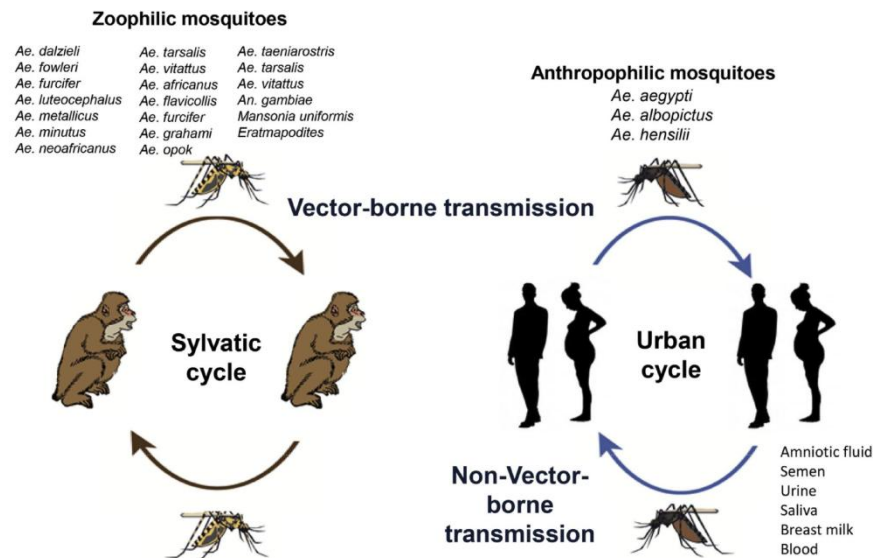 Zoophilic mosquitoes
Ae. dalzieli
Ae. fowleri
Ae. furcifer
Ae. luteocephalus
Ae. metallicus
Ae. minutus
Ae. neoafricanus
Ae. tarsalis
Ae. vitattus
Ae. africanus
Ae. flavicollis
Ae. furcifer
Ae. grahami
Ae. opok
Ae. taeniarostris
Ae. tarsalis
Ae. vitattus
An. gambiae
Mansonia uniformis
Eratmapodites
Anthropophilic mosquitoes
Ae. aegypti
Ae. albopictus
Ae. hensilii
Vector-borne transmission
Sylvatic
cycle
Urban
cycle
Non-Vector-
borne
transmission
Amniotic fluid
Semen
Urine
Saliva
Breast milk
Blood